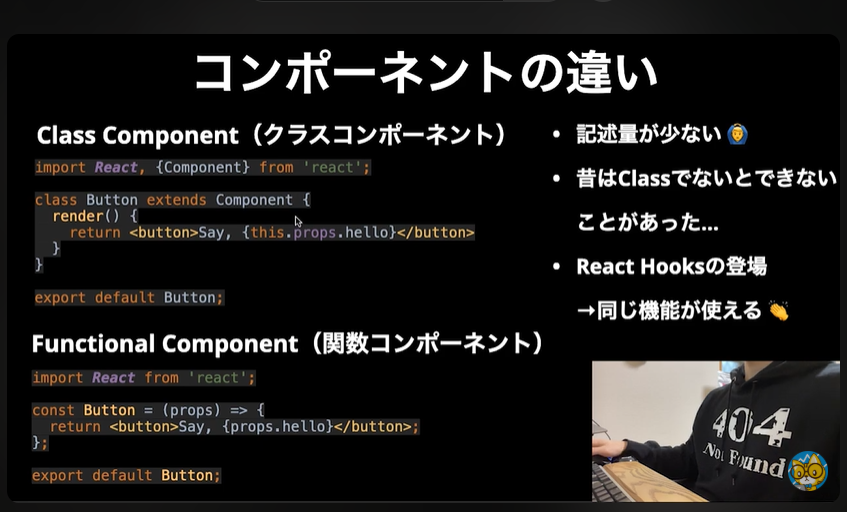 コンポーネントの違い
Class Component（クラスコンポーネント）
import React, {Component} from 'react';
class Button extends Component {
  render() {
    return <button>Say, {this.props.hello}</button>
  }
}
export default Button;
Functional Component（関数コンポーネント）
import React from 'react';
const Button = (props) => {
  return <button>Say, {props.hello}</button>;
};
export default Button;
• 記述量が少ない 🙆‍♂️
• 昔はClassでないとできない
ことがあった…
• React Hooksの登場
→同じ機能が使える 👏
404
Not Found